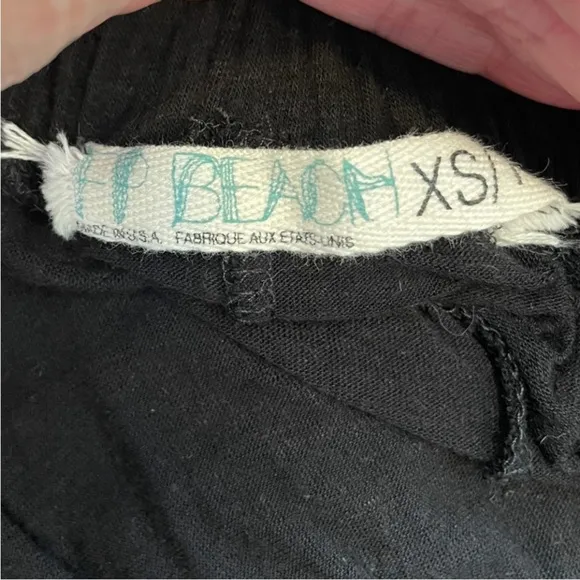 FP BEACH XS/
MADE IN U.S.A. FABRIQUE AUX ETATS-UNIS